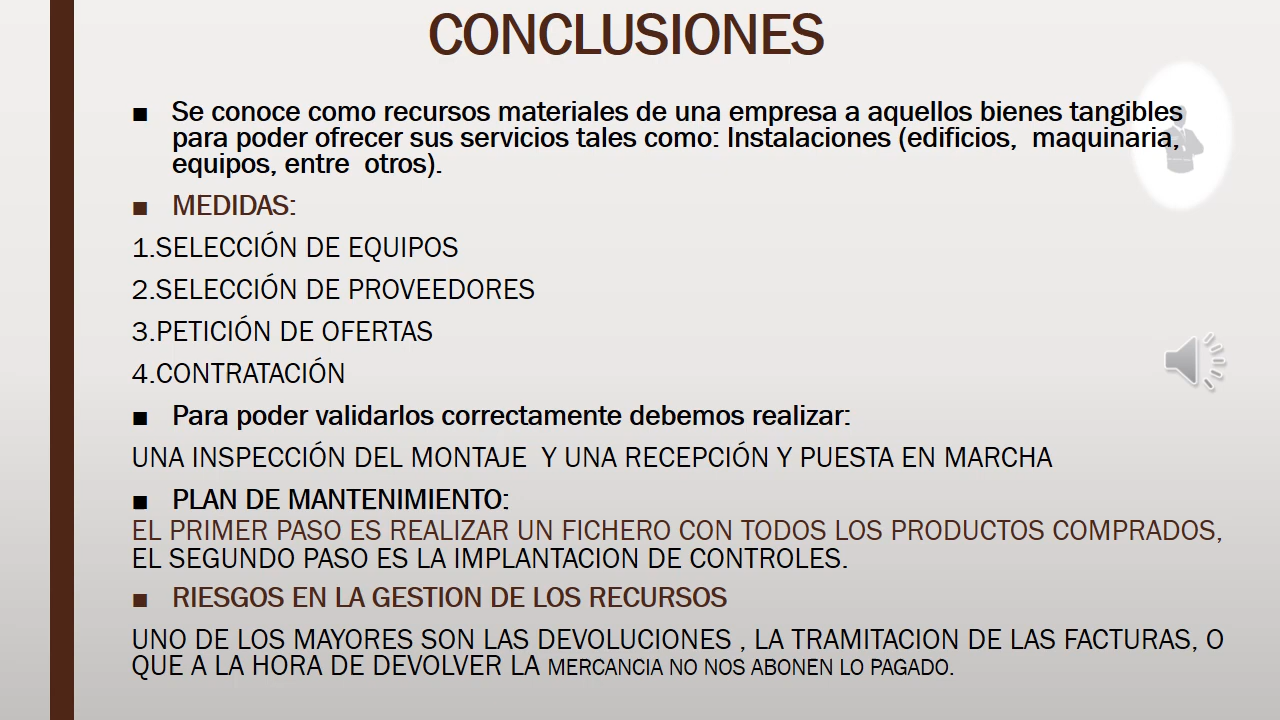 CONCLUSIONES
■ Se conoce como recursos materiales de una empresa a aquellos bienes tangibles
para poder ofrecer sus servicios tales como: Instalaciones (edificios,  maquinaria,
equipos, entre  otros).
■ MEDIDAS:
1.SELECCIÓN DE EQUIPOS
2.SELECCIÓN DE PROVEEDORES
3.PETICIÓN DE OFERTAS
4.CONTRATACIÓN
■ Para poder validarlos correctamente debemos realizar:
UNA INSPECCIÓN DEL MONTAJE  Y UNA RECEPCIÓN Y PUESTA EN MARCHA
■ PLAN DE MANTENIMIENTO:
EL PRIMER PASO ES REALIZAR UN FICHERO CON TODOS LOS PRODUCTOS COMPRADOS,
EL SEGUNDO PASO ES LA IMPLANTACION DE CONTROLES.
■ RIESGOS EN LA GESTION DE LOS RECURSOS
UNO DE LOS MAYORES SON LAS DEVOLUCIONES , LA TRAMITACION DE LAS FACTURAS, O
QUE A LA HORA DE DEVOLVER LA MERCANCIA NO NOS ABONEN LO PAGADO.